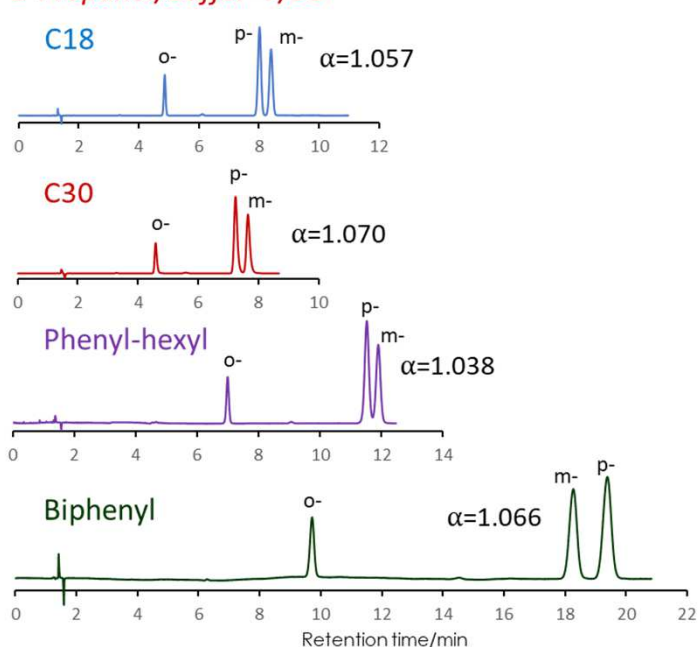 C18
o-
p-
m-
α=1.057
0 2 4 6 8 10 12
C30
o-
p-
m-
α=1.070
0 2 4 6 8 10
Phenyl-hexyl
o-
p-
m-
α=1.038
0 2 4 6 8 10 12 14
Biphenyl
o-
m-
p-
α=1.066
0 2 4 6 8 10 12 14 16 18 20 22
Retention time/min